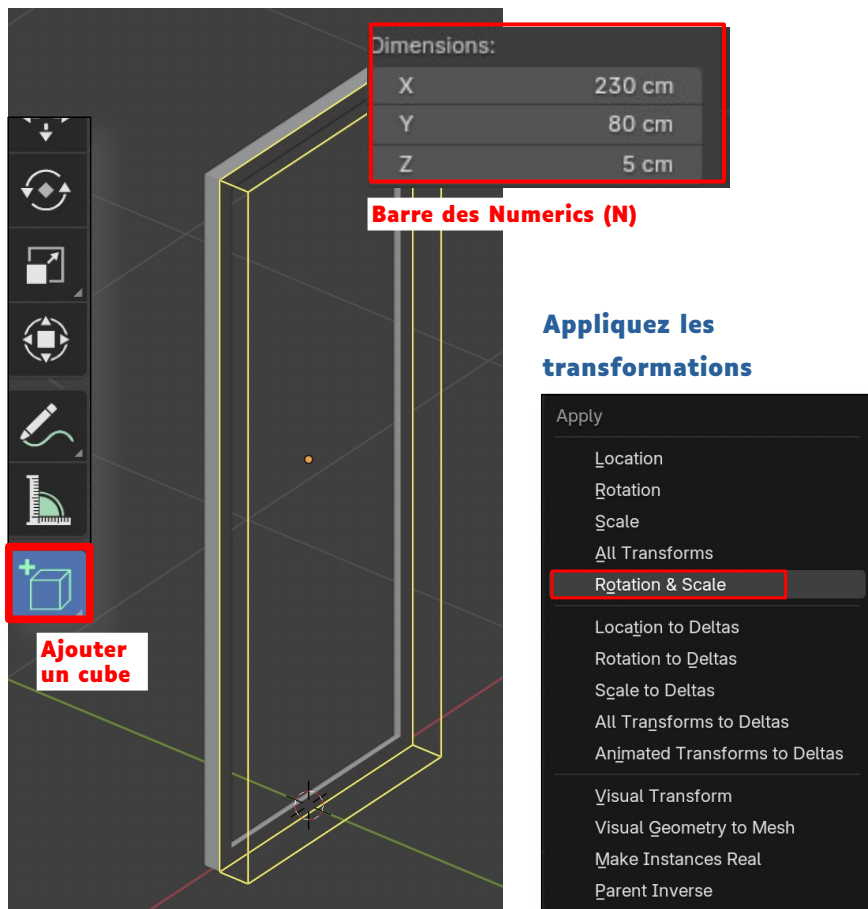 Dimensions:
X 230 cm
Y 80 cm
Z 5 cm
Barre des Numerics (N)
Ajouter
un cube
Appliquez les
transformations
Apply
Location
Rotation
Scale
All Transforms
Rotation & Scale
Location to Deltas
Rotation to Deltas
Scale to Deltas
All Transforms to Deltas
Animated Transforms to Deltas
Visual Transform
Visual Geometry to Mesh
Make Instances Real
Parent Inverse